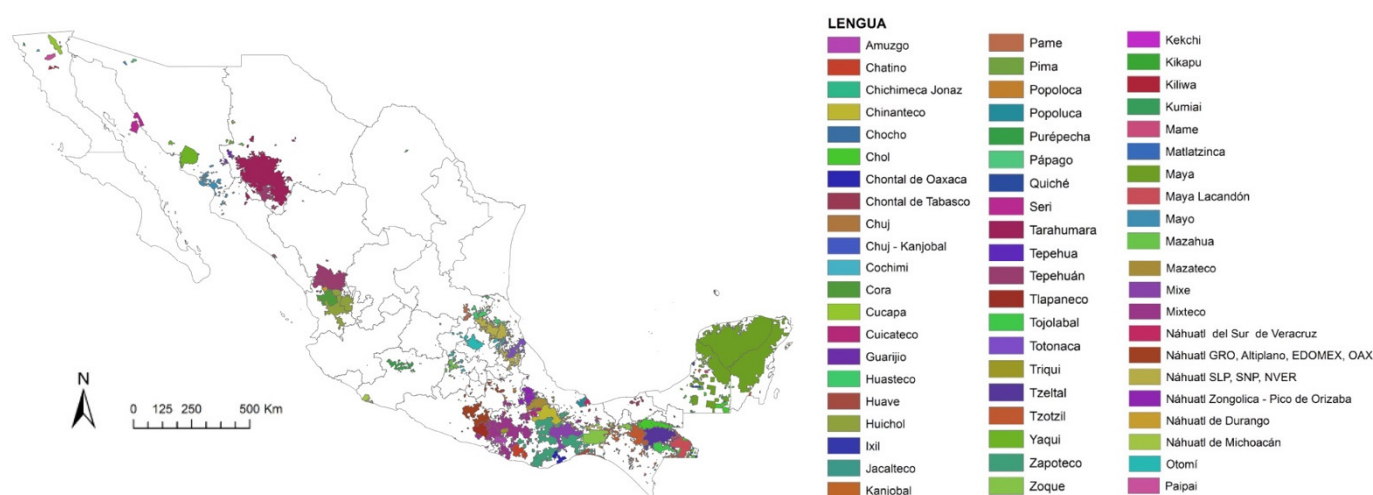 LENGUA
Amuzgo
Chatino
Chichimeca Jonaz
Chinanteco
Chocho
Chol
Chontal de Oaxaca
Chontal de Tabasco
Chuj
Chuj - Kanjobal
Cochimi
Cora
Cucapa
Cuicateco
Guarijio
Huasteco
Huave
Huichol
Ixil
Jacalteco
Kanjobal
Pame
Pima
Popoloca
Popoluca
Purépecha
Pápago
Quiché
Seri
Tarahumara
Tepehua
Tepehuán
Tlapaneco
Tojolabal
Totonaca
Triqui
Tzeltal
Tzotzil
Yaqui
Zapoteco
Zoque
Kekchi
Kikapu
Kiliwa
Kumiai
Mame
Matlatzinca
Maya
Maya Lacandón
Mayo
Mazahua
Mazateco
Mixe
Mixteco
Náhuatl del Sur de Veracruz
Náhuatl GRO, Altiplano, EDOMEX, OAX
Náhuatl SLP, SNP, NVER
Náhuatl Zongolica - Pico de Orizaba
Náhuatl de Durango
Náhuatl de Michoacán
Otomí
Paipai
N
0 125 250 500 Km